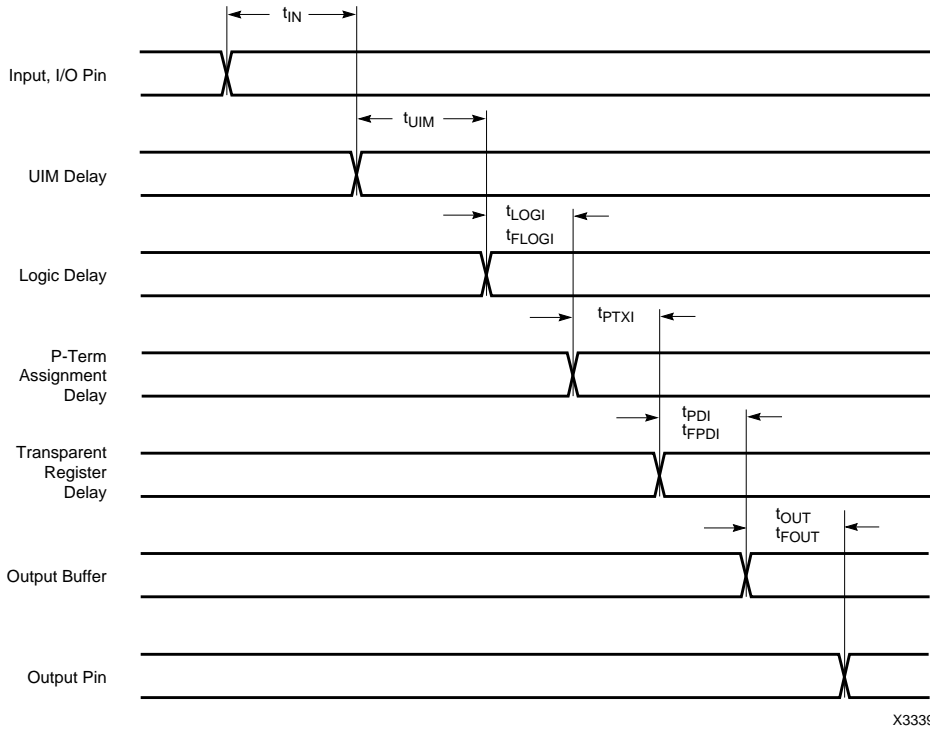 tIN
Input, I/O Pin
tUIM
UIM Delay
tLOGI
tFLOGI
Logic Delay
tPTXI
P-Term
Assignment
Delay
tPDI
tFPDI
Transparent
Register
Delay
tOUT
tFOUT
Output Buffer
Output Pin
X3339